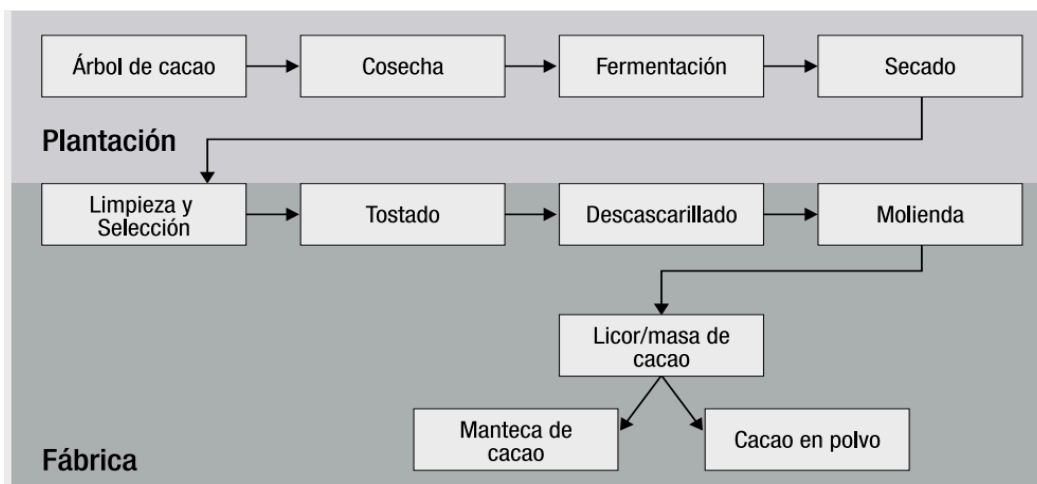 Árbol de cacao
Cosecha
Fermentación
Secado
Plantación
Limpieza y
Selección
Tostado
Descascarillado
Molienda
Licor/masa de
cacao
Manteca de
cacao
Cacao en polvo
Fábrica